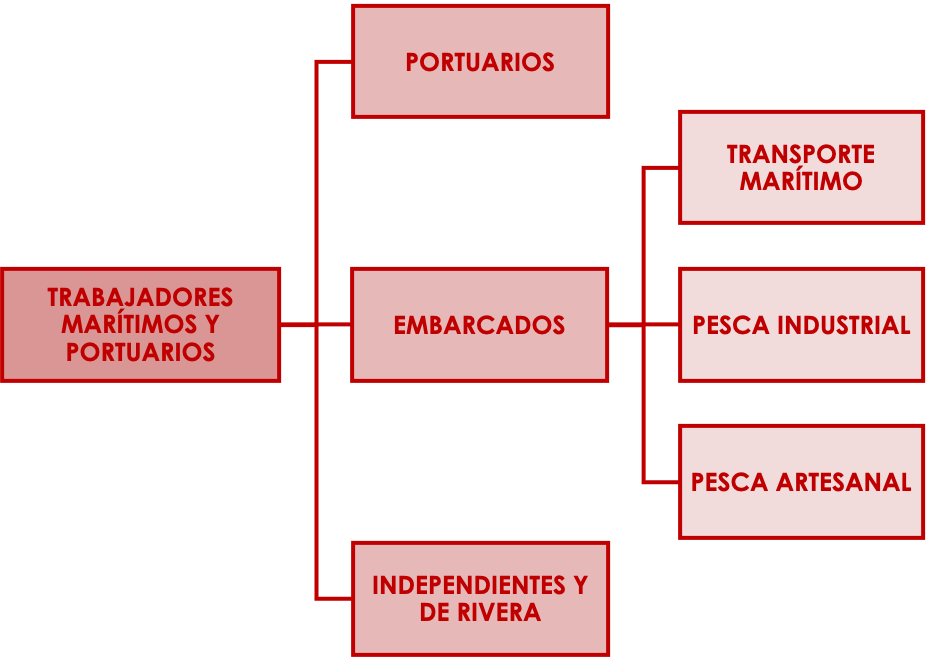 PORTUARIOS
TRANSPORTE
MARÍTIMO
TRABAJADORES
MARÍTIMOS Y
PORTUARIOS
EMBARCADOS
PESCA INDUSTRIAL
PESCA ARTESANAL
INDEPENDIENTES Y
DE RIVERA